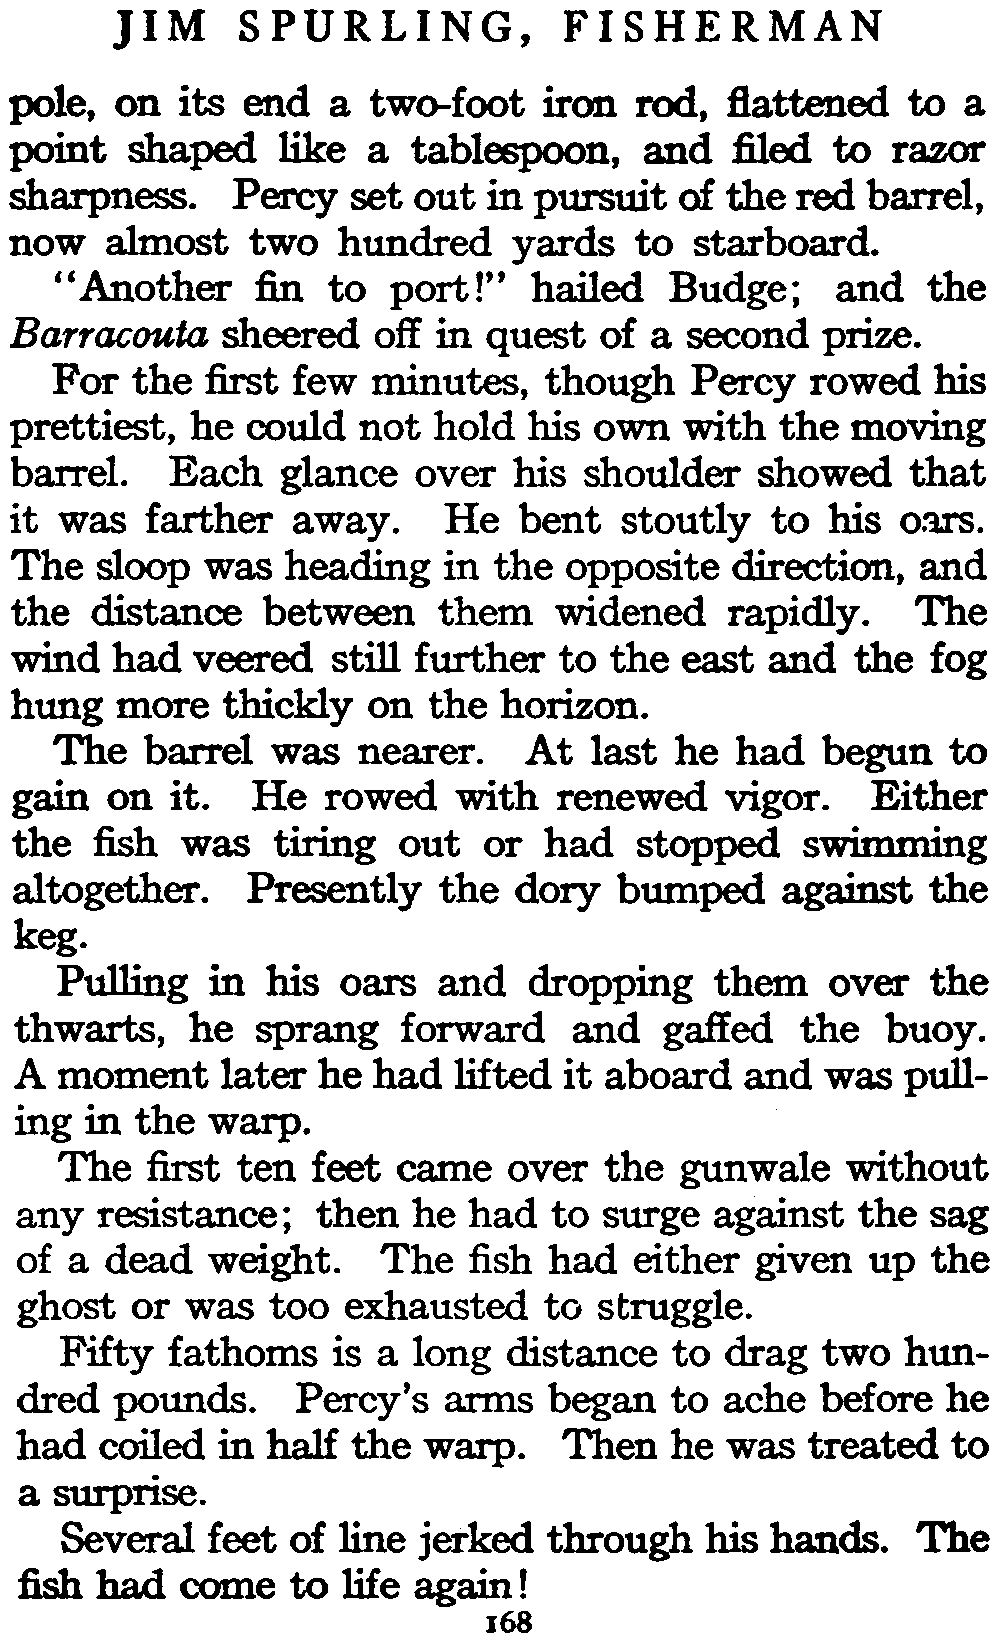 JIM SPURLING, FISHERMAN
pole, on its end a two-foot iron rod, flattened to a
point shaped like a tablespoon, and filed to razor
sharpness. Percy set out in pursuit of the red barrel,
now almost two hundred yards to starboard.
"Another fin to port!" hailed Budge; and the
Barracouta sheered off in quest of a second prize.
For the first few minutes, though Percy rowed his
prettiest, he could not hold his own with the moving
barrel. Each glance over his shoulder showed that
it was farther away. He bent stoutly to his oars.
The sloop was heading in the opposite direction, and
the distance between them widened rapidly. The
wind had veered still further to the east and the fog
hung more thickly on the horizon.
The barrel was nearer. At last he had begun to
gain on it. He rowed with renewed vigor. Either
the fish was tiring out or had stopped swimming
altogether. Presently the dory bumped against the
keg.
Pulling in his oars and dropping them over the
thwarts, he sprang forward and gaffed the buoy.
A moment later he had lifted it aboard and was pull-
ing in the warp.
The first ten feet came over the gunwale without
any resistance; then he had to surge against the sag
of a dead weight. The fish had either given up the
ghost or was too exhausted to struggle.
Fifty fathoms is a long distance to drag two hun-
dred pounds. Percy's arms began to ache before he
had coiled in half the warp. Then he was treated to
a surprise.
Several feet of line jerked through his hands. The
fish had come to life again!
168